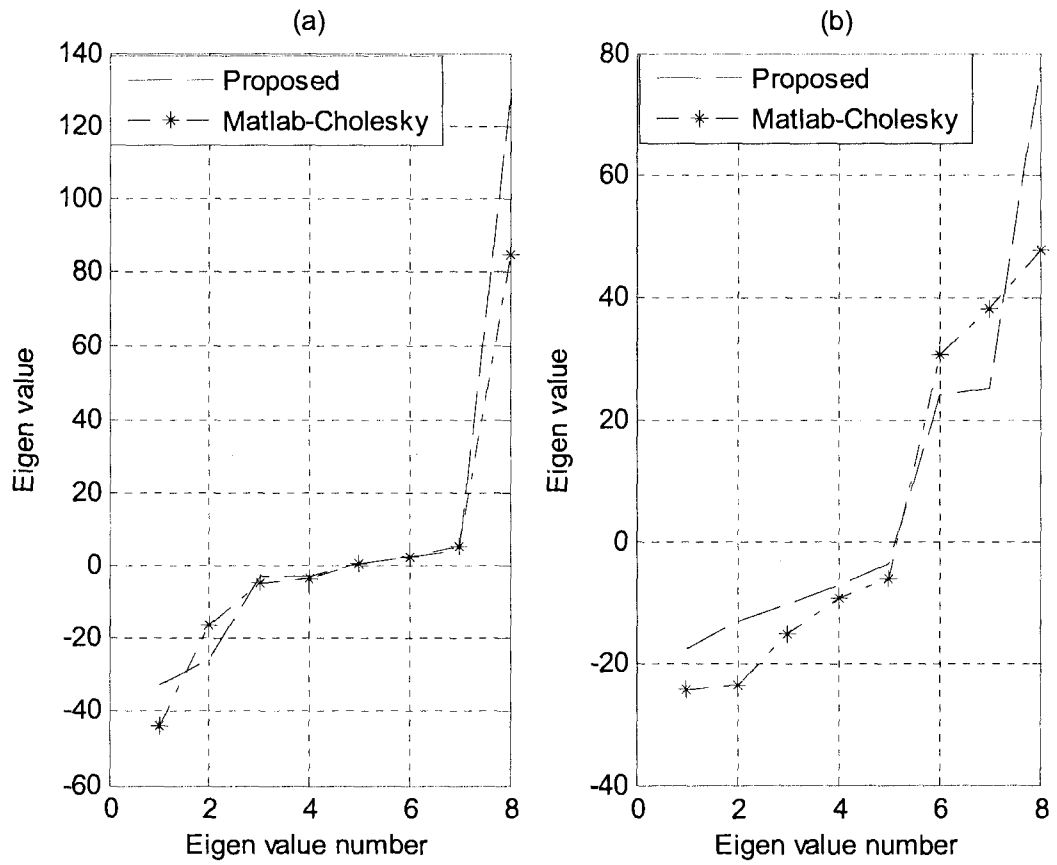 (a)
Proposed
Matlab-Cholesky
140
120
100
80
60
40
20
0
-20
-40
-60
0
2
4
6
8
Eigen value
Eigen value number
(b)
Proposed
Matlab-Cholesky
80
60
40
20
0
-20
-40
0
2
4
6
8
Eigen value
Eigen value number